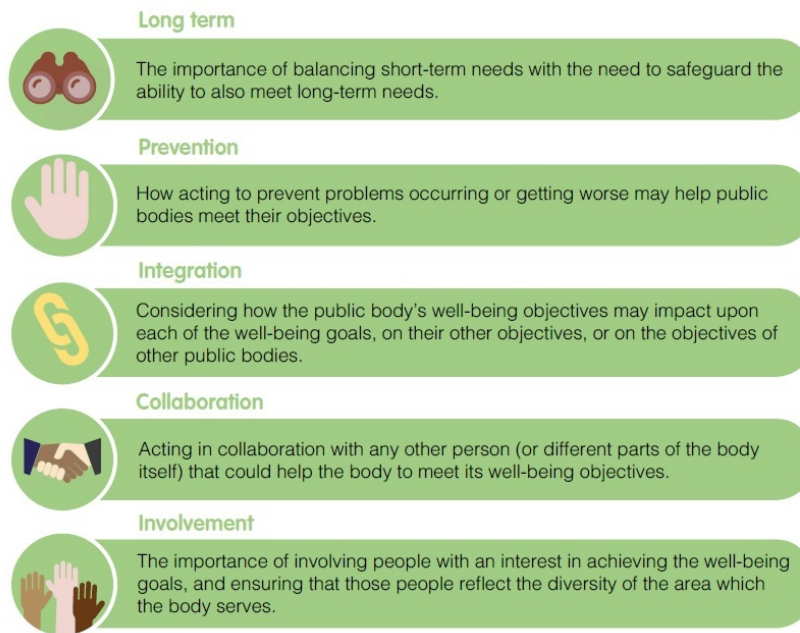 Long term
The importance of balancing short-term needs with the need to safeguard the
ability to also meet long-term needs.
Prevention
How acting to prevent problems occurring or getting worse may help public
bodies meet their objectives.
Integration
Considering how the public body's well-being objectives may impact upon
each of the well-being goals, on their other objectives, or on the objectives of
other public bodies.
Collaboration
Acting in collaboration with any other person (or different parts of the body
itself) that could help the body to meet its well-being objectives.
Involvement
The importance of involving people with an interest in achieving the well-being
goals, and ensuring that those people reflect the diversity of the area which
the body serves.